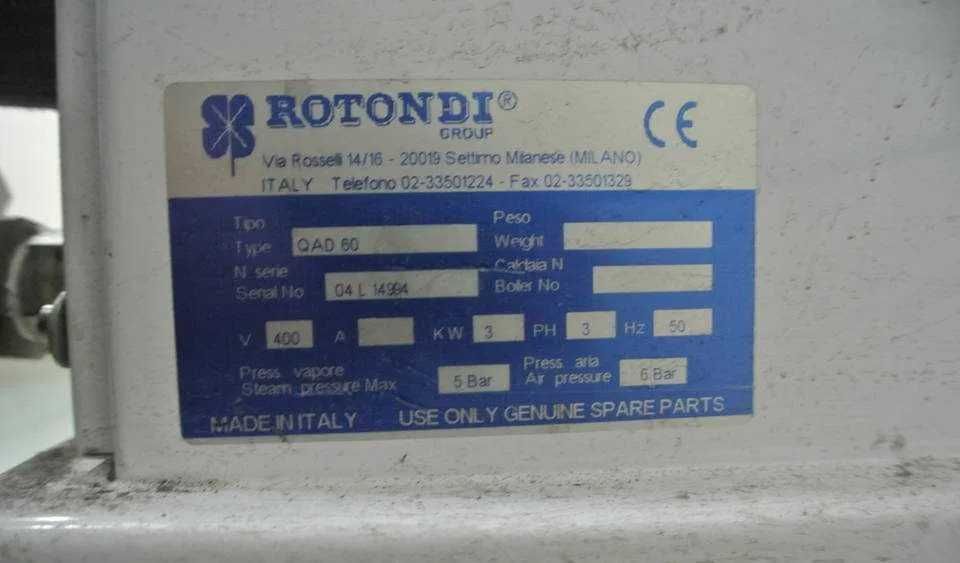 ROTONDI®
GROUP
CE
Via Rosselli 14/16 - 20019 Settimo Milanese (MILANO)
ITALY Telefono 02-33501224 - Fax 02-33501329
Tipo
Type QAD 60
Peso
Weight
N serie
Serial No 04 L 14994
Caldaia N
Boiler No
V 400 A KW 3 PH 3 Hz 50
Press vapore
Steam pressure Max 5 Bar
Press aria
Air pressure 6 Bar
MADE IN ITALY USE ONLY GENUINE SPARE PARTS